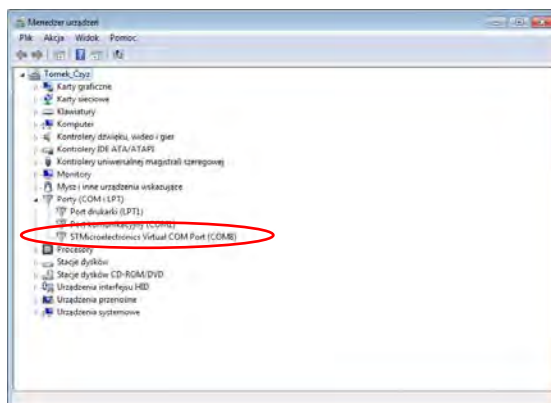 Menedżer urządzeń
Plik Akcja Widok Pomoc
Tomek_Czyz
Karty graficzne
Karty sieciowe
Klawiatury
Komputer
Kontrolery dźwięku, wideo i gier
Kontrolery IDE ATA/ATAPI
Kontrolery uniwersalnej magistrali szeregowej
Monitory
Mysz i inne urządzenia wskazujące
Porty (COM i LPT)
Port drukarki (LPT1)
Port komunikacyjny
STMicroelectronics Virtual COM Port (COM8)
Procesory
Stacje dysków
Stacje dysków CD-ROM/DVD
Urządzenia interfejsu HID
Urządzenia przenośne
Urządzenia systemowe